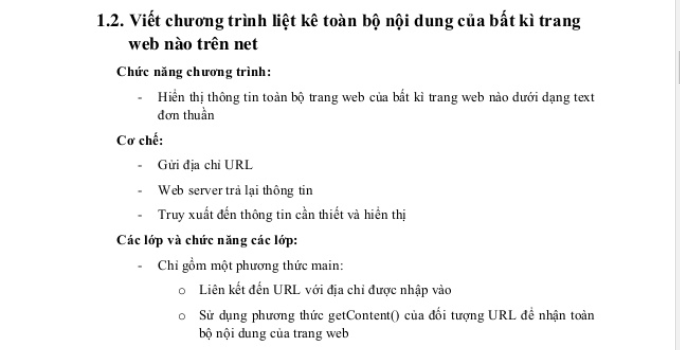 1.2. Viết chương trình liệt kê toàn bộ nội dung của bất kì trang
web nào trên net
Chức năng chương trình:
- Hiển thị thông tin toàn bộ trang web của bất kì trang web nào dưới dạng text
đơn thuần
Cơ chế:
- Gửi địa chỉ URL
- Web server trả lại thông tin
- Truy xuất đến thông tin cần thiết và hiển thị
Các lớp và chức năng các lớp:
- Chỉ gồm một phương thức main:
o Liên kết đến URL với địa chỉ được nhập vào
o Sử dụng phương thức getContent() của đối tượng URL để nhận toàn
bộ nội dung của trang web